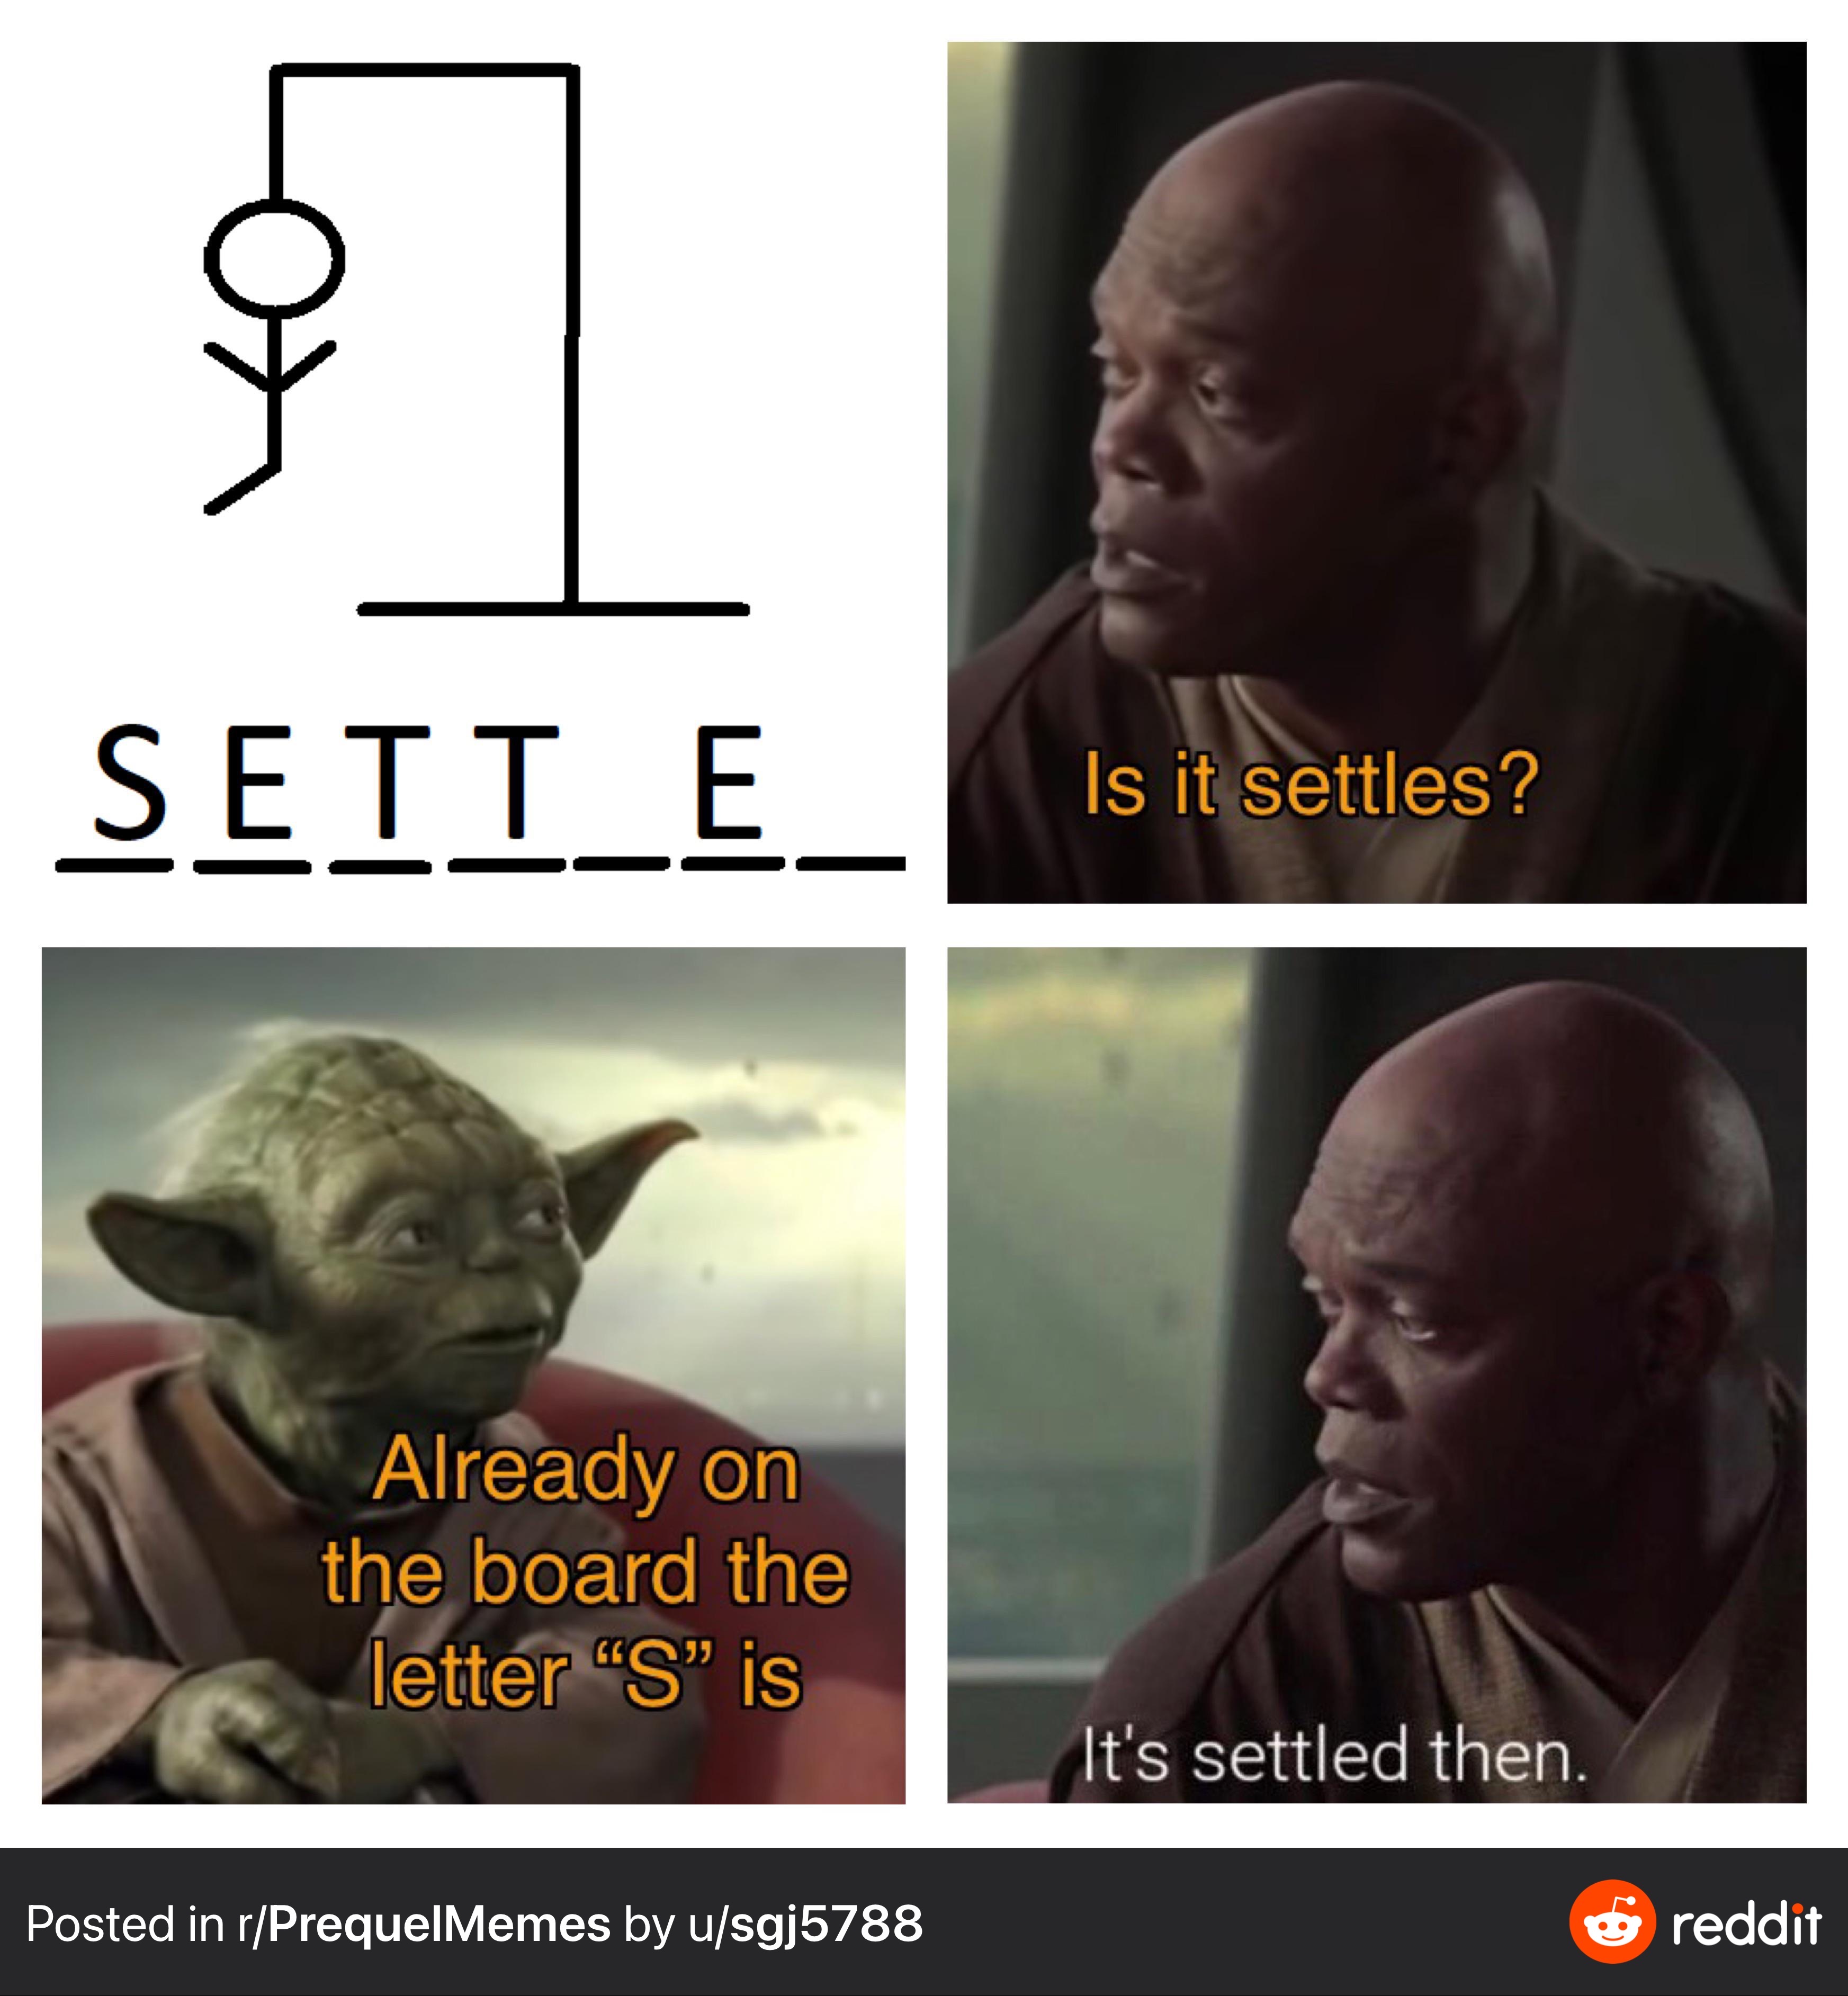 S E T T E
Is it settles?
Already on
the board the
letter “S” is
It's settled then.
Posted in r/PrequelMemes by u/sgj5788
reddit